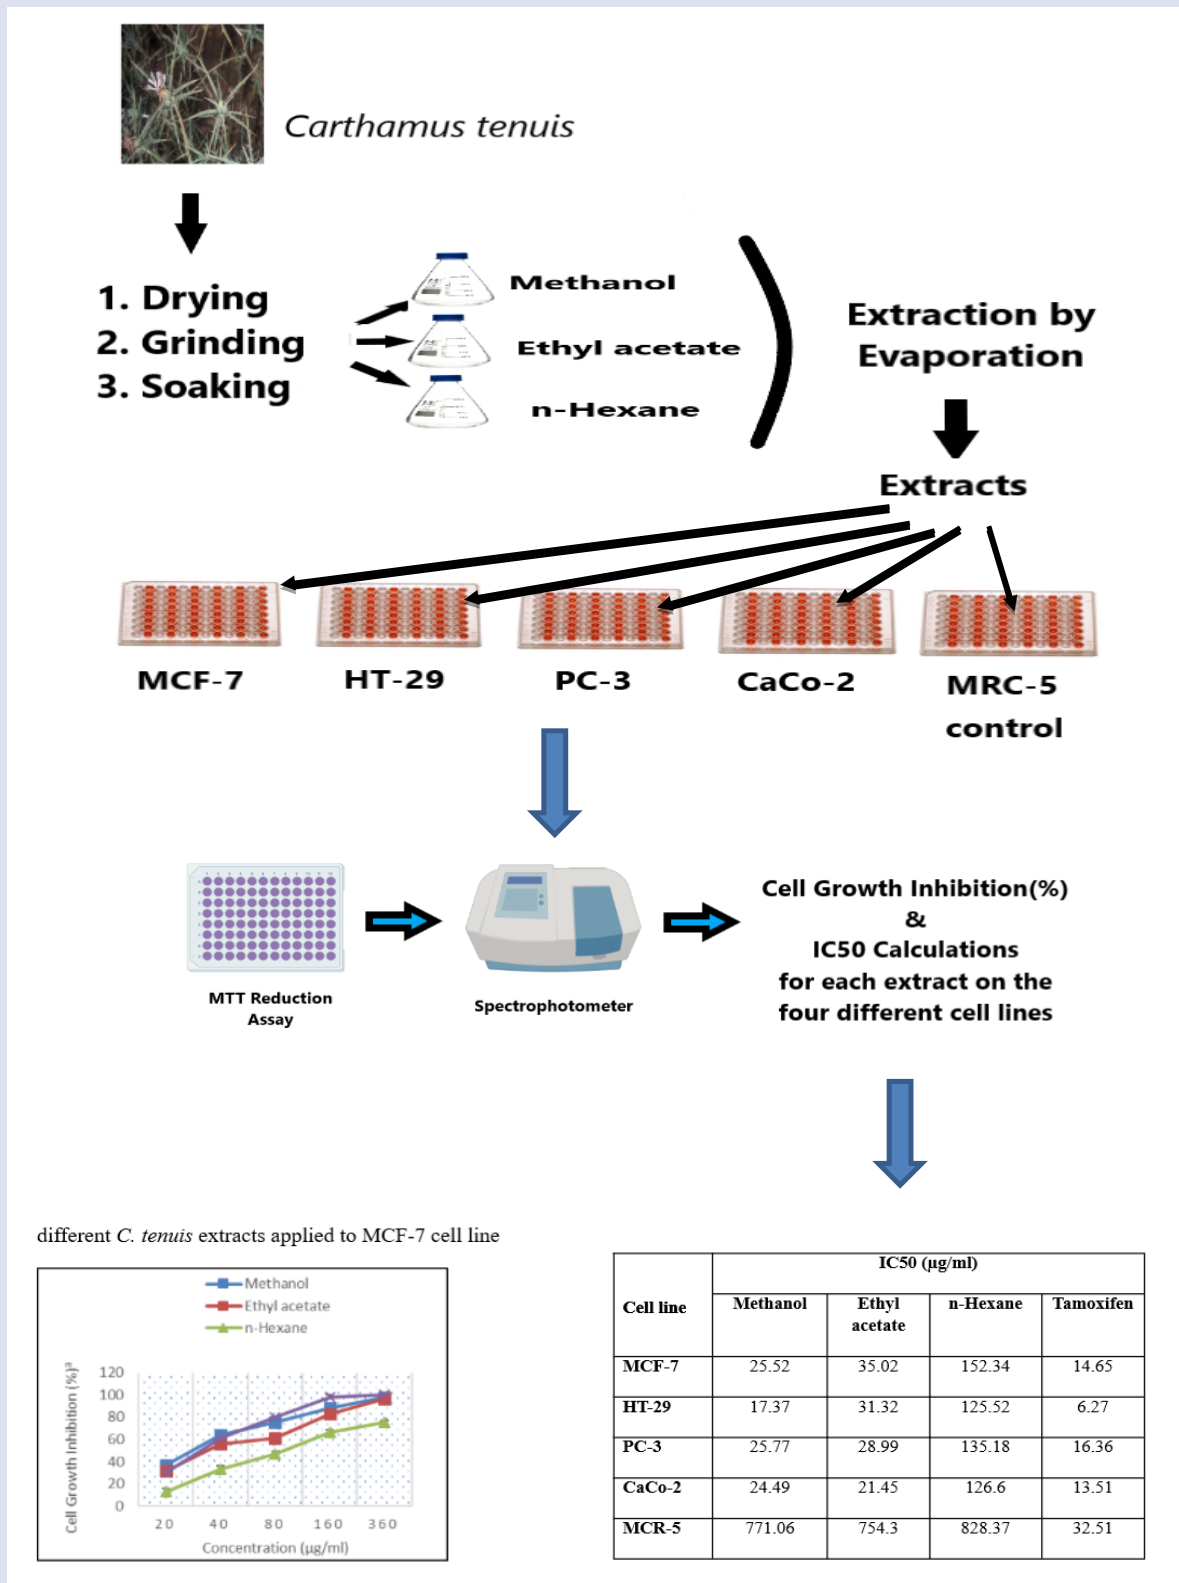 Carthamus tenuis
1. Drying
2. Grinding
3. Soaking
Methanol
Ethyl acetate
n-Hexane
Extraction by
Evaporation
Extracts
MCF-7
HT-29
PC-3
CaCo-2
MRC-5
control
MTT Reduction
Assay
Spectrophotometer
Cell Growth Inhibition(%)
&
IC50 Calculations
for each extract on the
four different cell lines
different C. tenuis extracts applied to MCF-7 cell line
Methanol
Ethyl acetate
n-Hexane
Cell Growth Inhibition (%)ᵃ
120
100
80
60
40
20
0
20 40 80 160 360
Concentration (µg/ml)
IC50 (µg/ml)
Cell line Methanol Ethyl acetate n-Hexane Tamoxifen
MCF-7 25.52 35.02 152.34 14.65
HT-29 17.37 31.32 125.52 6.27
PC-3 25.77 28.99 135.18 16.36
CaCo-2 24.49 21.45 126.6 13.51
MCR-5 771.06 754.3 828.37 32.51